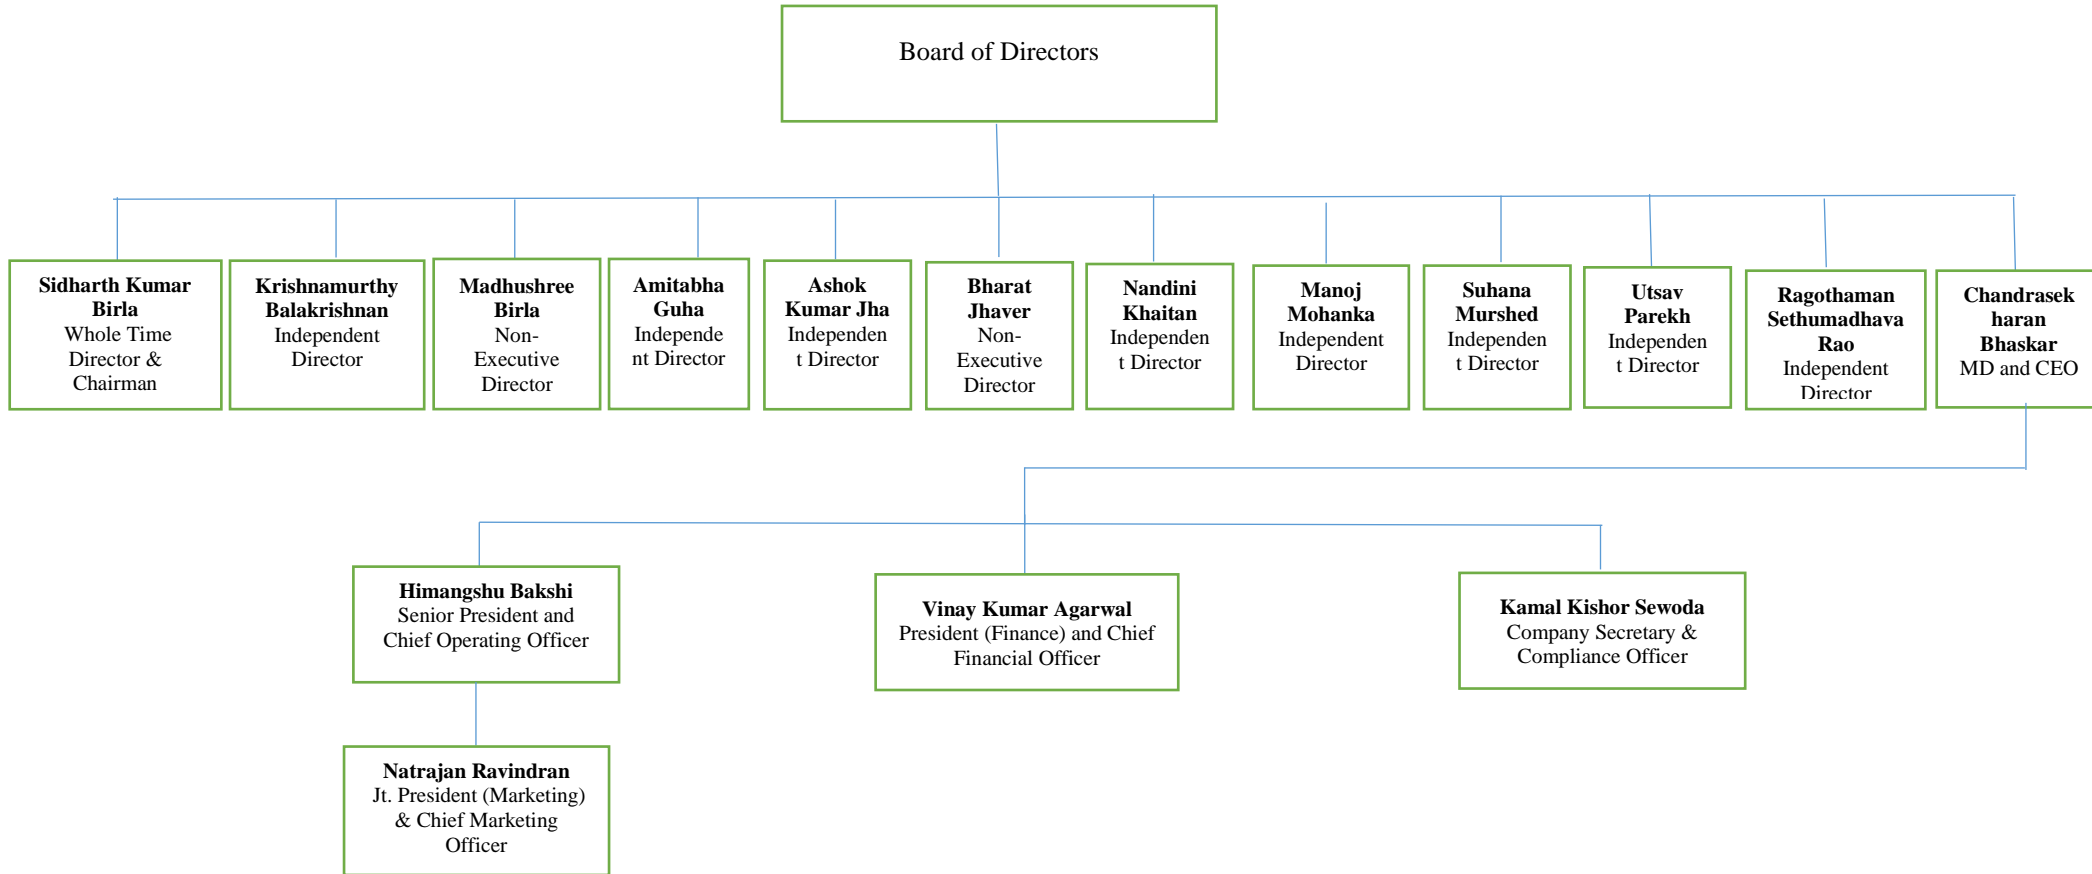 Board of Directors
Sidharth Kumar
Birla
Whole Time
Director &
Chairman
Krishnamurthy
Balakrishnan
Independent
Director
Madhushree
Birla
Non-
Executive
Director
Amitabha
Guha
Independe
nt Director
Ashok
Kumar Jha
Independen
t Director
Bharat
Jhaver
Non-
Executive
Director
Nandini
Khaitan
Independen
t Director
Manoj
Mohanka
Independent
Director
Suhana
Murshed
Independen
t Director
Utsav
Parekh
Independen
t Director
Ragothaman
Sethumadhava
Rao
Independent
Director
Chandrasek
haran
Bhaskar
MD and CEO
Himangshu Bakshi
Senior President and
Chief Operating Officer
Vinay Kumar Agarwal
President (Finance) and Chief
Financial Officer
Kamal Kishor Sewoda
Company Secretary &
Compliance Officer
Natrajan Ravindran
Jt. President (Marketing)
& Chief Marketing
Officer